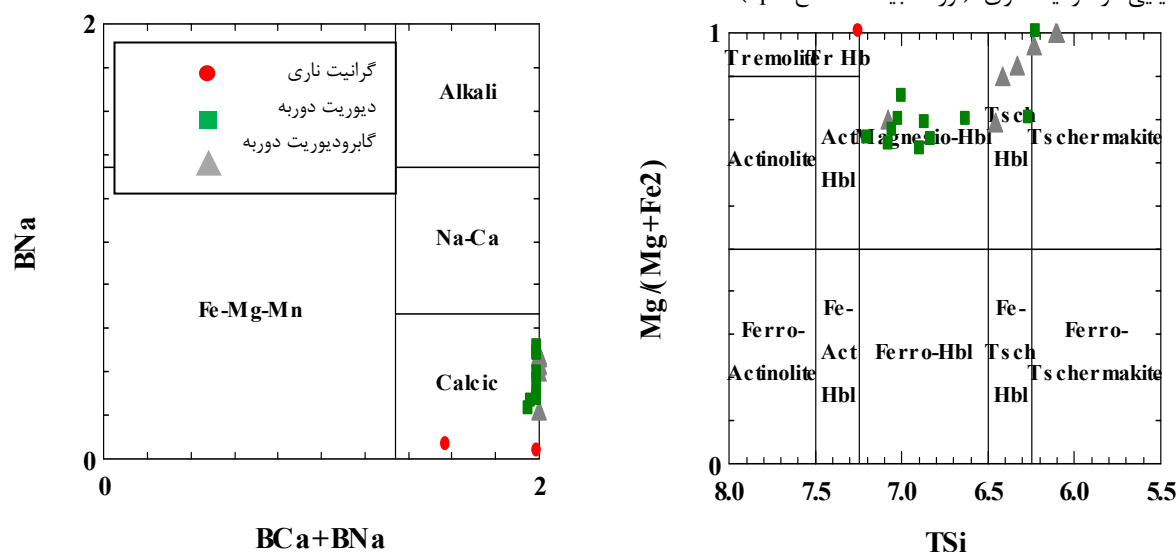 2
گرانیت ناری
دیوریت دوربه
گابرودیوریت دوربه
Alkali
Na-Ca
Fe-Mg-Mn
Calcic
BNa
0
0
2
BCa+BNa
1
Tremolite
Tr Hb
Actinolite
Act
Hbl
Magnesio-Hbl
Tsch
Hbl
Tschermakite
Mg/(Mg+Fe2)
Ferro-
Actinolite
Fe-
Act
Hbl
Ferro-Hbl
Fe-
Tsch
Hbl
Ferro-
Tschermakite
0
8.0
7.5
7.0
6.5
6.0
5.5
TSi